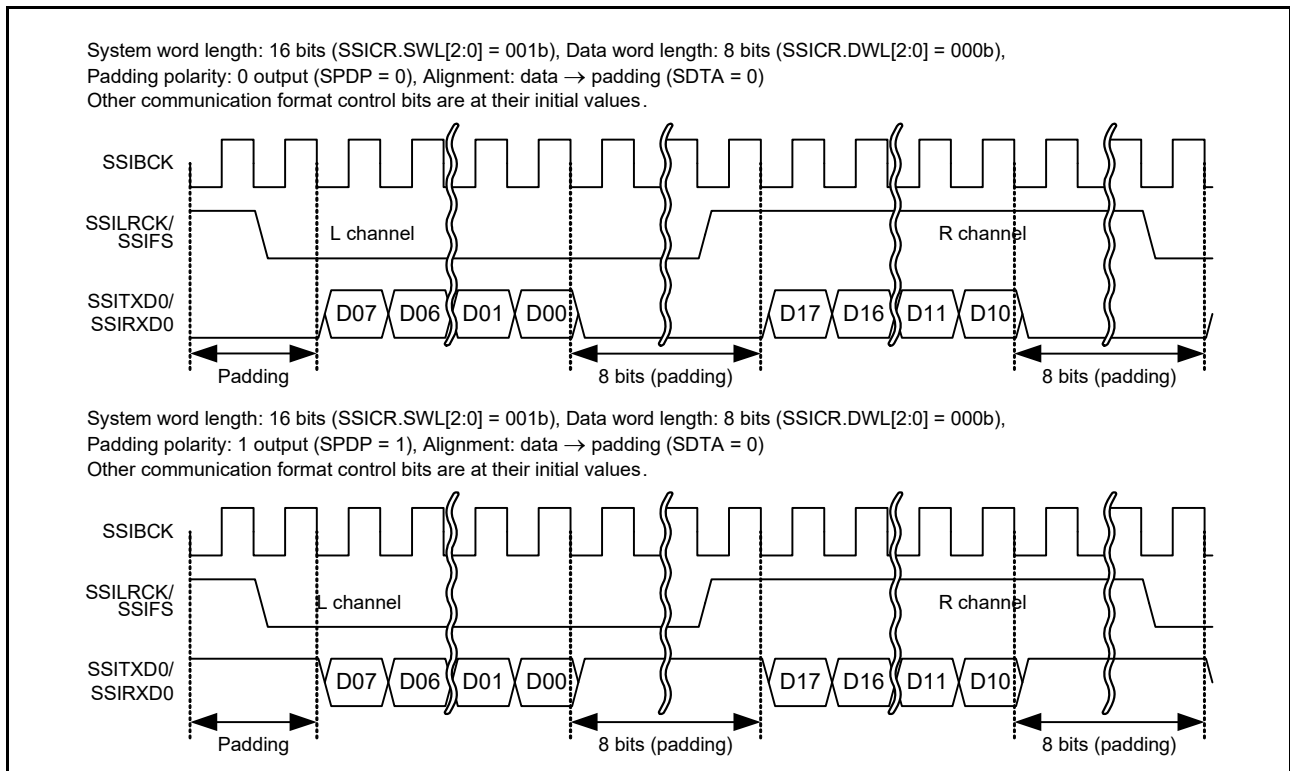 System word length: 16 bits (SSICR.SWL[2:0] = 001b), Data word length: 8 bits (SSICR.DWL[2:0] = 000b),
Padding polarity: 0 output (SPDP = 0), Alignment: data → padding (SDTA = 0)
Other communication format control bits are at their initial values.
SSIBCK
SSILRCK/
SSIFS
L channel
R channel
SSITXD0/
SSIRXD0
D07 D06 D01 D00 D17 D16 D11 D10
Padding
8 bits (padding)
8 bits (padding)
System word length: 16 bits (SSICR.SWL[2:0] = 001b), Data word length: 8 bits (SSICR.DWL[2:0] = 000b),
Padding polarity: 1 output (SPDP = 1), Alignment: data → padding (SDTA = 0)
Other communication format control bits are at their initial values.
SSIBCK
SSILRCK/
SSIFS
L channel
R channel
SSITXD0/
SSIRXD0
D07 D06 D01 D00 D17 D16 D11 D10
Padding
8 bits (padding)
8 bits (padding)